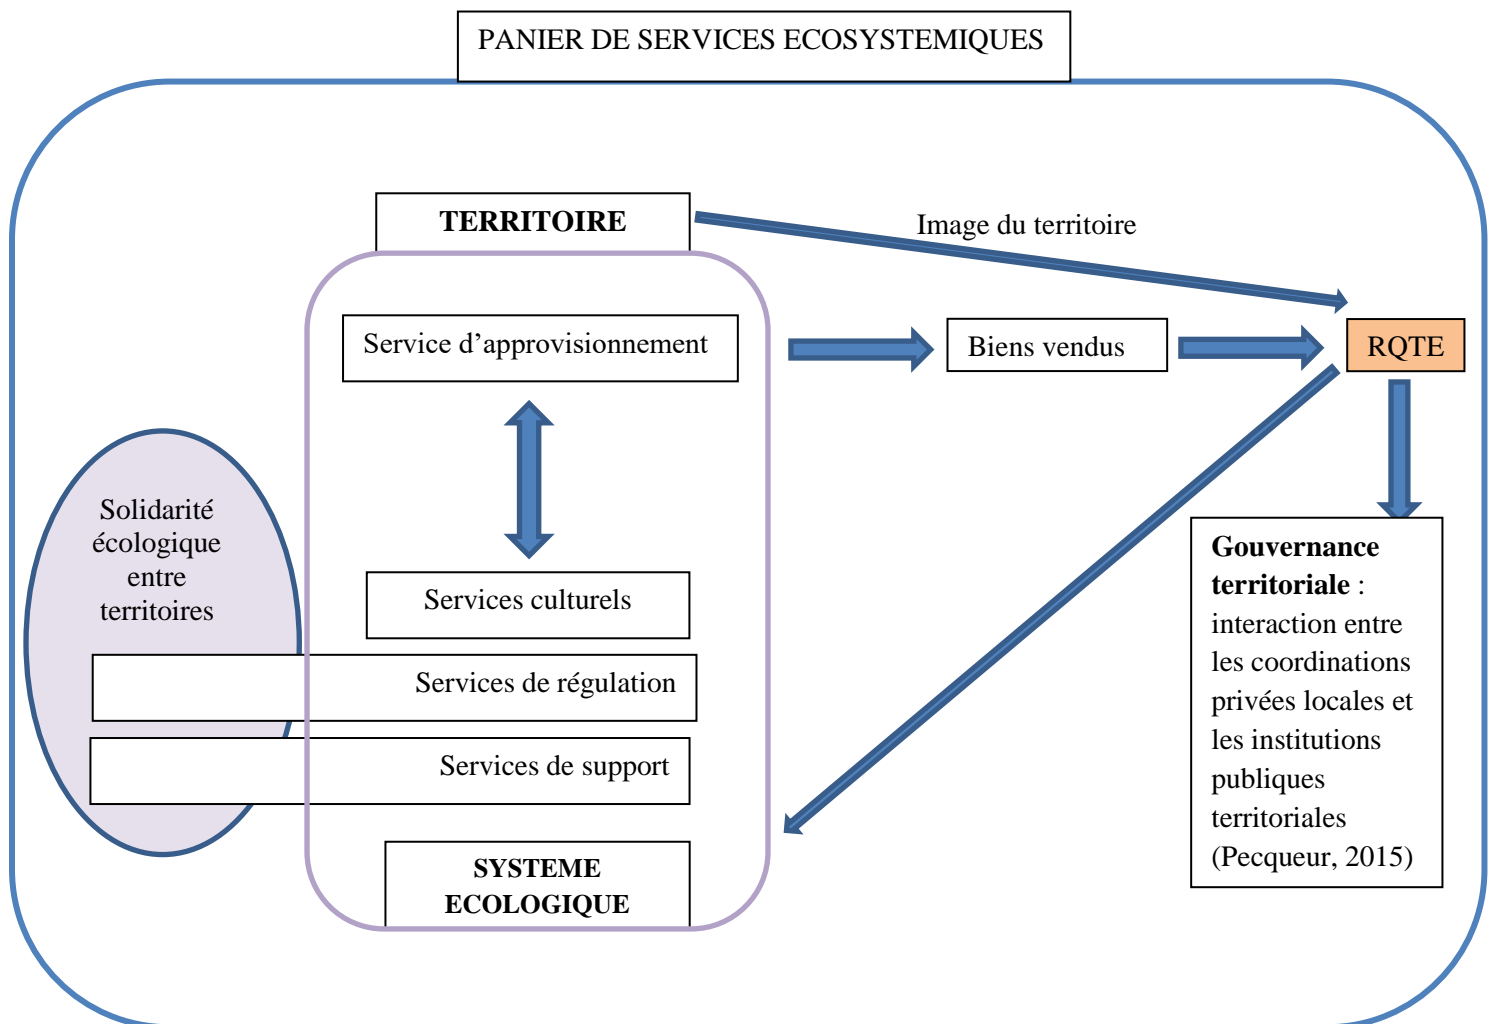 PANIER DE SERVICES ECOSYSTEMIQUES
TERRITOIRE
Image du territoire
Service d’approvisionnement
Biens vendus
RQTE
Solidarité
écologique
entre
territoires
Services culturels
Services de régulation
Services de support
SYSTEME
ECOLOGIQUE
Gouvernance
territoriale :
interaction entre
les coordinations
privées locales et
les institutions
publiques
territoriales
(Pecqueur, 2015)